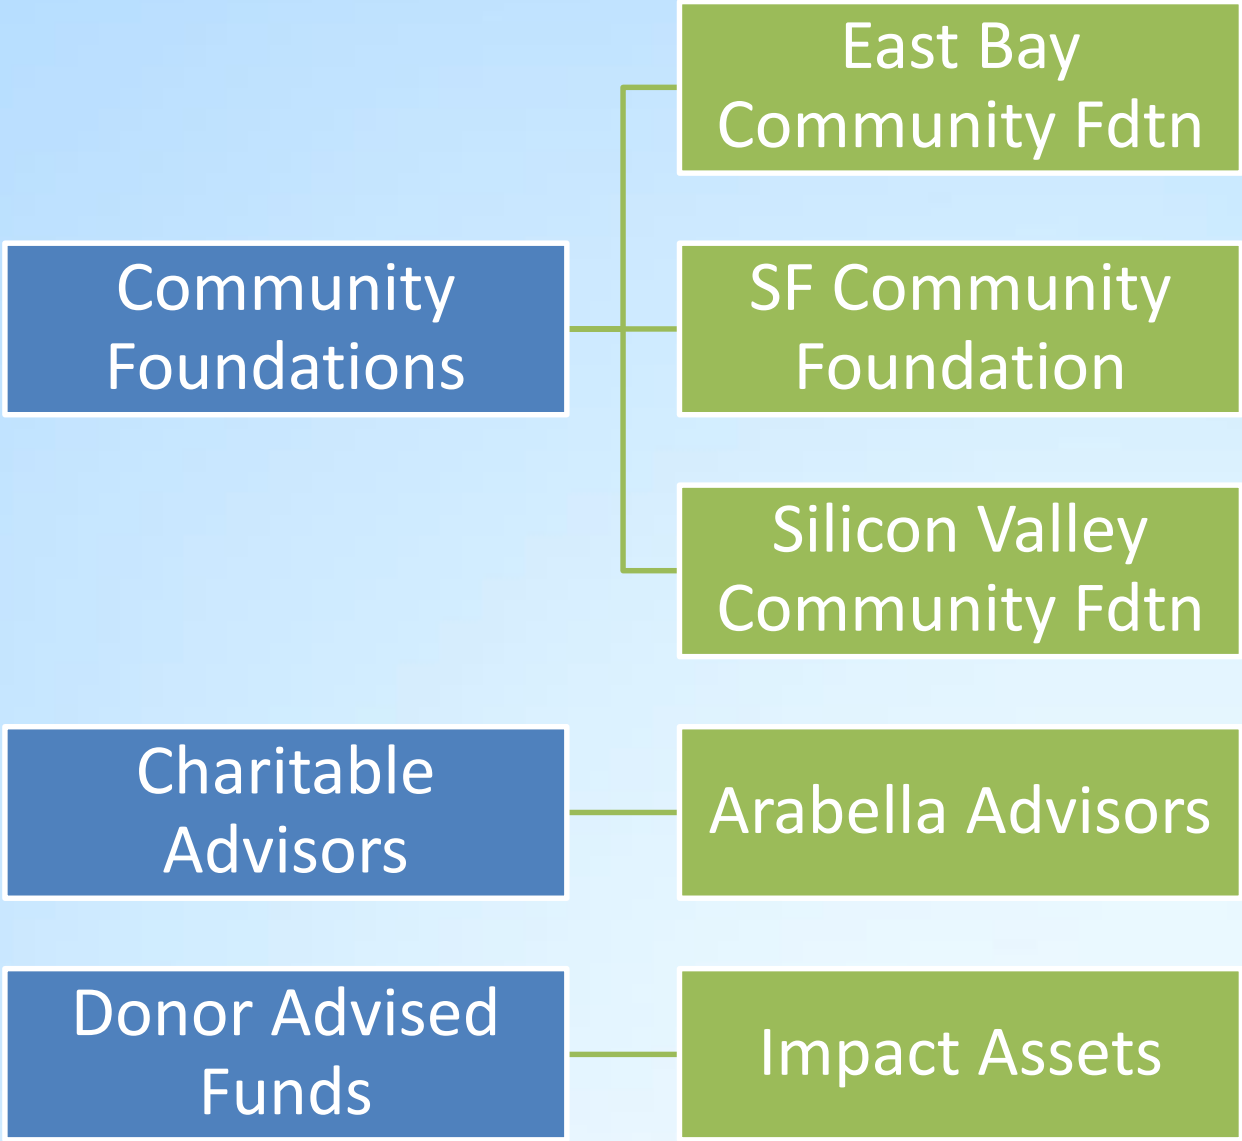 East Bay
Community Fdtn
Community
Foundations
SF Community
Foundation
Silicon Valley
Community Fdtn
Charitable
Advisors
Arabella Advisors
Donor Advised
Funds
Impact Assets